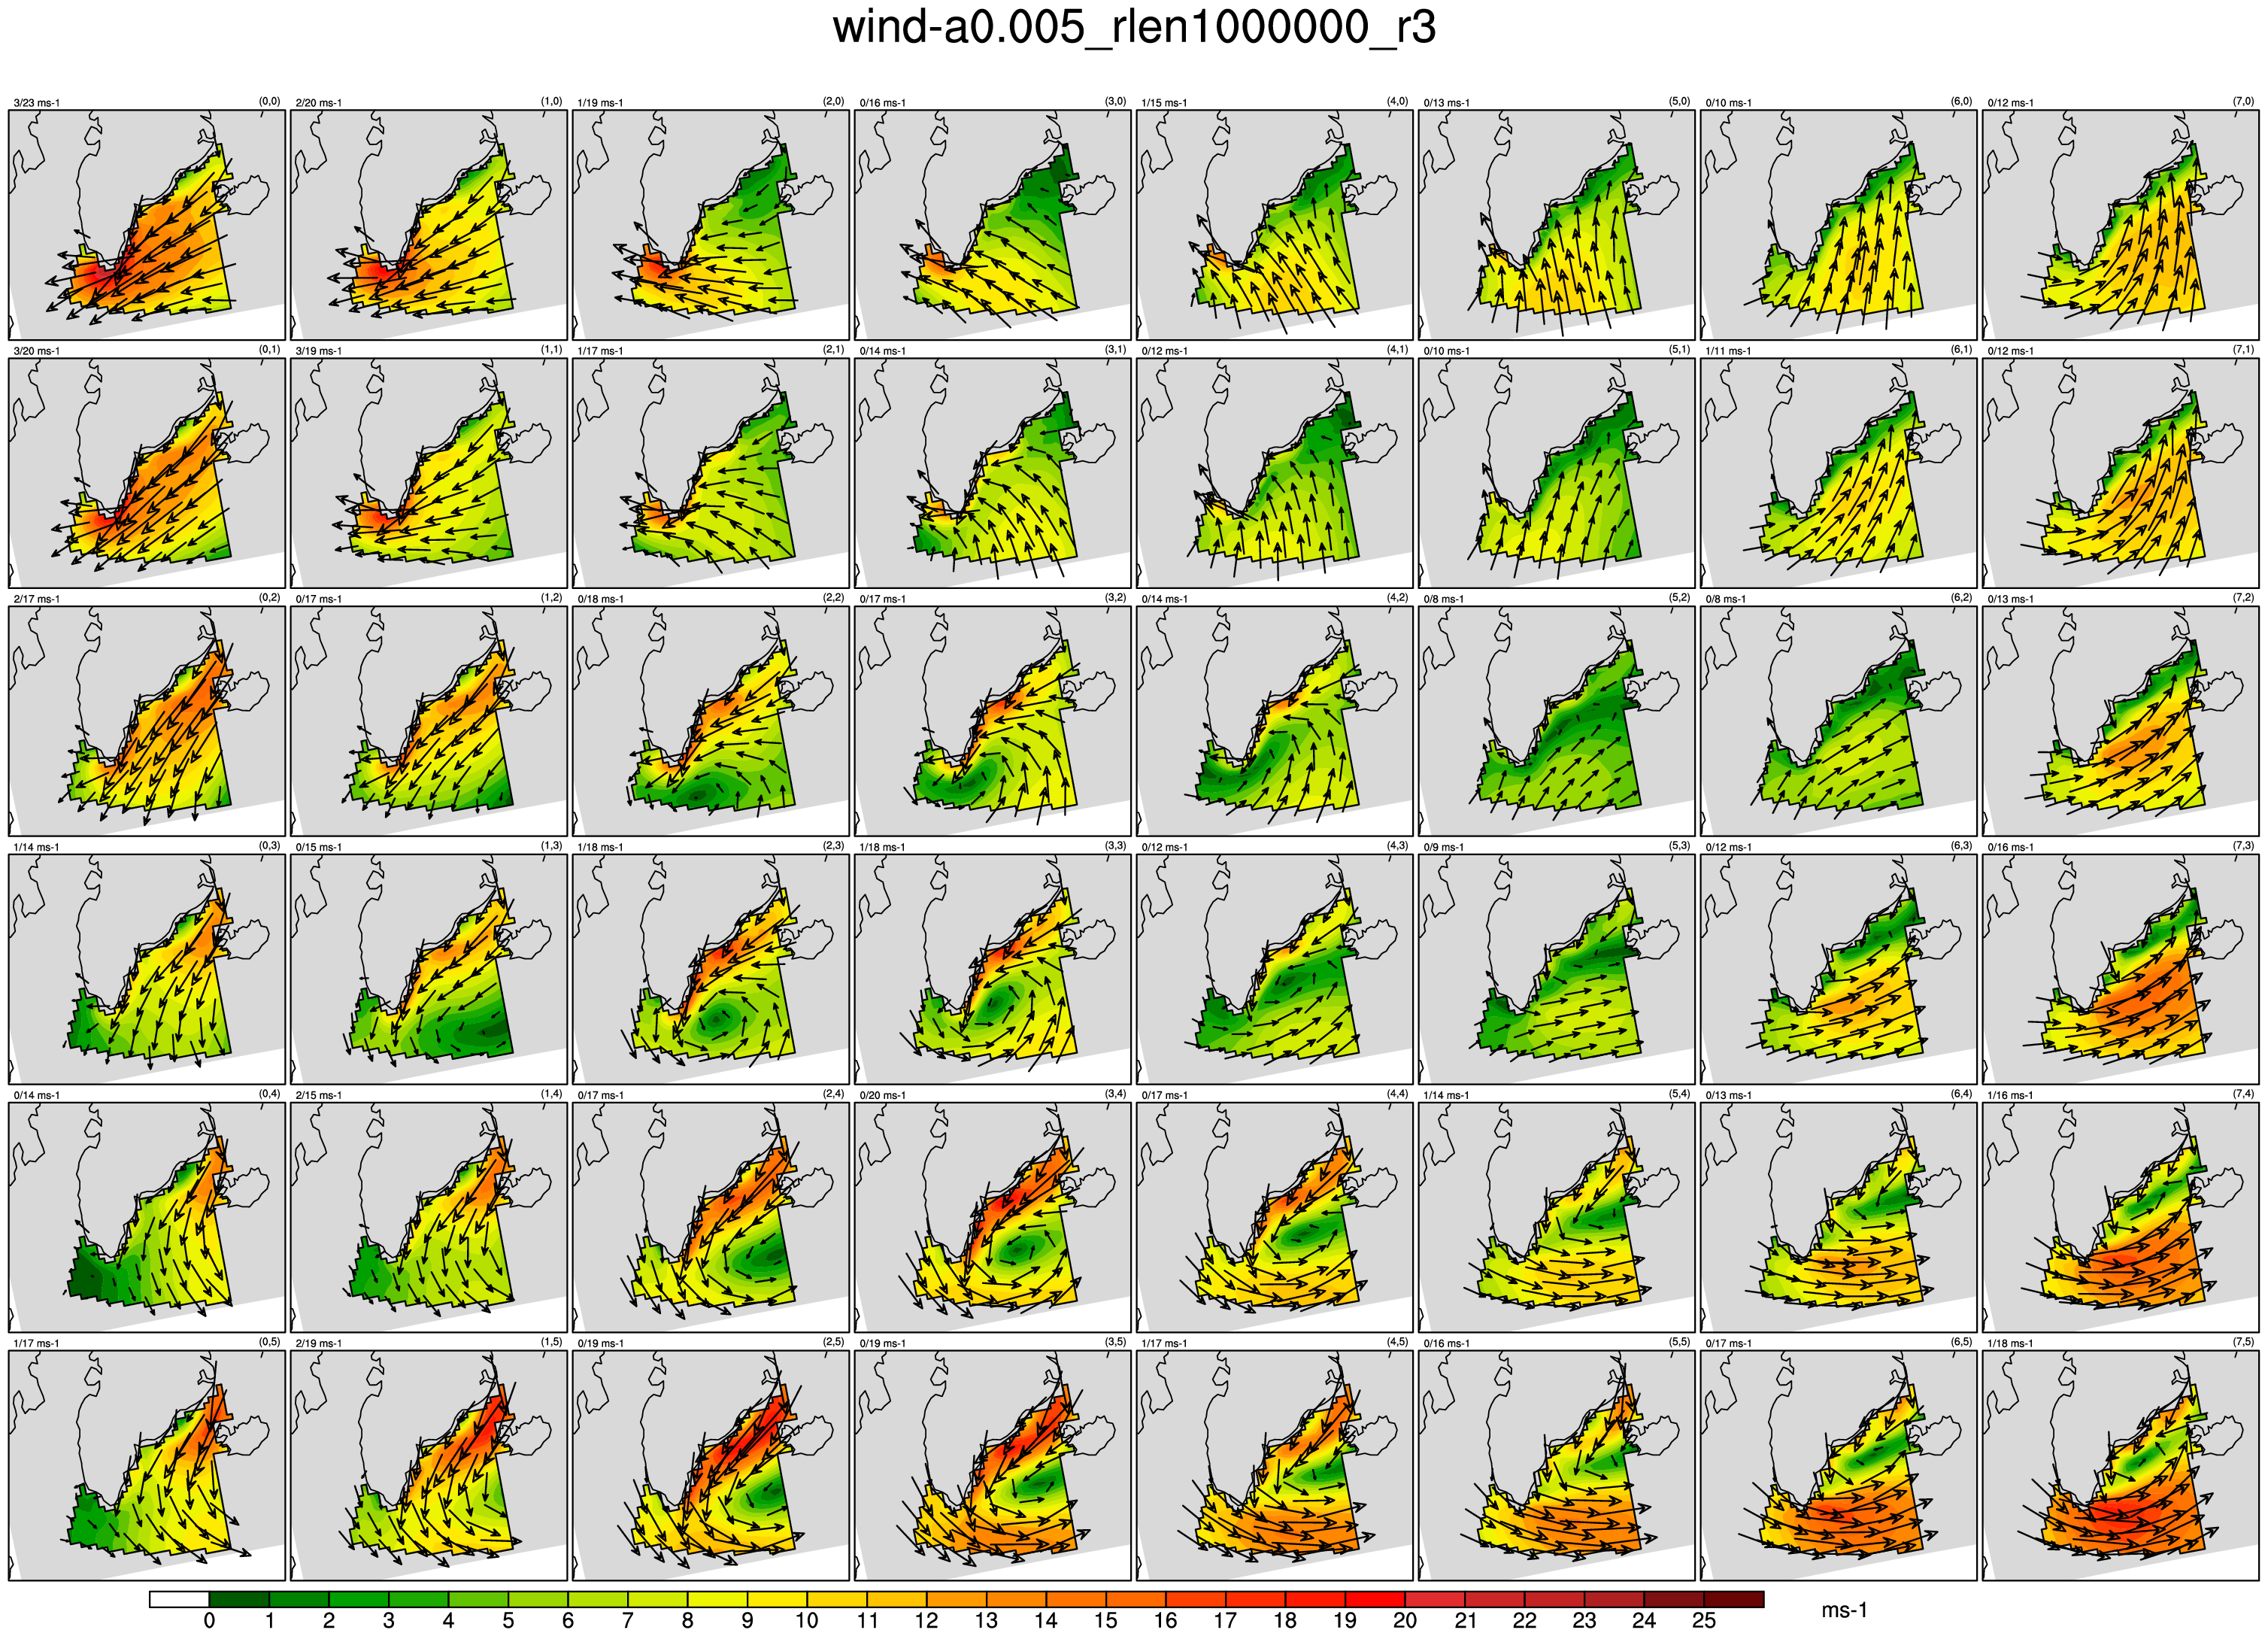 wind-a0.005_rlen1000000_r3
3/23 ms-1 (0,0) 2/20 ms-1 (1,0) 1/19 ms-1 (2,0) 0/16 ms-1 (3,0) 1/15 ms-1 (4,0) 0/13 ms-1 (5,0) 0/10 ms-1 (6,0) 0/12 ms-1 (7,0)
3/20 ms-1 (0,1) 3/19 ms-1 (1,1) 1/17 ms-1 (2,1) 0/14 ms-1 (3,1) 0/12 ms-1 (4,1) 0/10 ms-1 (5,1) 1/11 ms-1 (6,1) 0/12 ms-1 (7,1)
2/17 ms-1 (0,2) 0/17 ms-1 (1,2) 0/18 ms-1 (2,2) 0/17 ms-1 (3,2) 0/14 ms-1 (4,2) 0/8 ms-1 (5,2) 0/8 ms-1 (6,2) 0/13 ms-1 (7,2)
1/14 ms-1 (0,3) 0/15 ms-1 (1,3) 1/18 ms-1 (2,3) 1/18 ms-1 (3,3) 0/12 ms-1 (4,3) 0/9 ms-1 (5,3) 0/12 ms-1 (6,3) 0/16 ms-1 (7,3)
0/14 ms-1 (0,4) 2/15 ms-1 (1,4) 0/17 ms-1 (2,4) 0/20 ms-1 (3,4) 0/17 ms-1 (4,4) 1/14 ms-1 (5,4) 0/13 ms-1 (6,4) 1/16 ms-1 (7,4)
1/17 ms-1 (0,5) 2/19 ms-1 (1,5) 0/19 ms-1 (2,5) 0/19 ms-1 (3,5) 1/17 ms-1 (4,5) 0/16 ms-1 (5,5) 0/17 ms-1 (6,5) 1/18 ms-1 (7,5)
0 1 2 3 4 5 6 7 8 9 10 11 12 13 14 15 16 17 18 19 20 21 22 23 24 25 ms-1